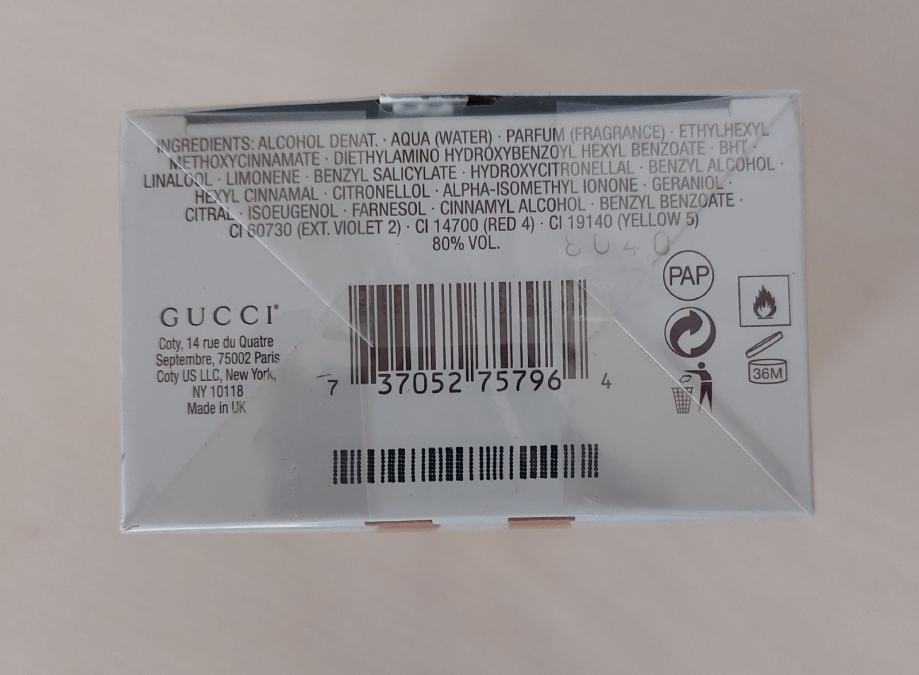 INGREDIENTS: ALCOHOL DENAT. · AQUA (WATER) · PARFUM (FRAGRANCE) · ETHYLHEXYL
METHOXYCINNAMATE · DIETHYLAMINO HYDROXYBENZOYL HEXYL BENZOATE · BHT ·
LINALOOL · LIMONENE · BENZYL SALICYLATE · HYDROXYCITRONELLAL · BENZYL ALCOHOL ·
HEXYL CINNAMAL · CITRONELLOL · ALPHA-ISOMETHYL IONONE · GERANIOL ·
CITRAL · ISOEUGENOL · FARNESOL · CINNAMYL ALCOHOL · BENZYL BENZOATE ·
CI 60730 (EXT. VIOLET 2) · CI 14700 (RED 4) · CI 19140 (YELLOW 5)
80% VOL.
PAP
GUCCI®
Coty, 14 rue du Quatre
Septembre, 75002 Paris
Coty US LLC, New York,
NY 10118
Made in UK
7 37052 75796 4
36M